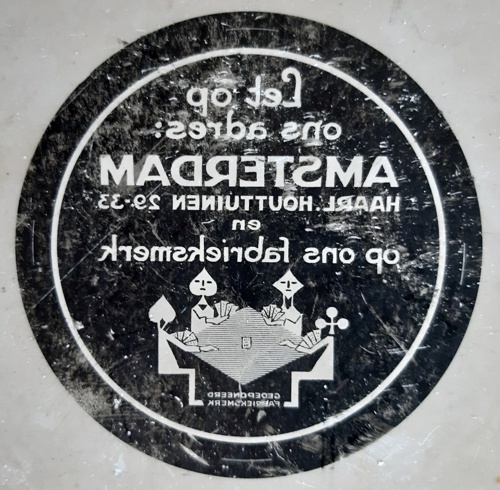 Let op
ons adres:
AMSTERDAM
HAARL. HOUTTUINEN 29-33
en
op ons fabrieksmerk
GEDEPONEERD
FABRIEKSMERK